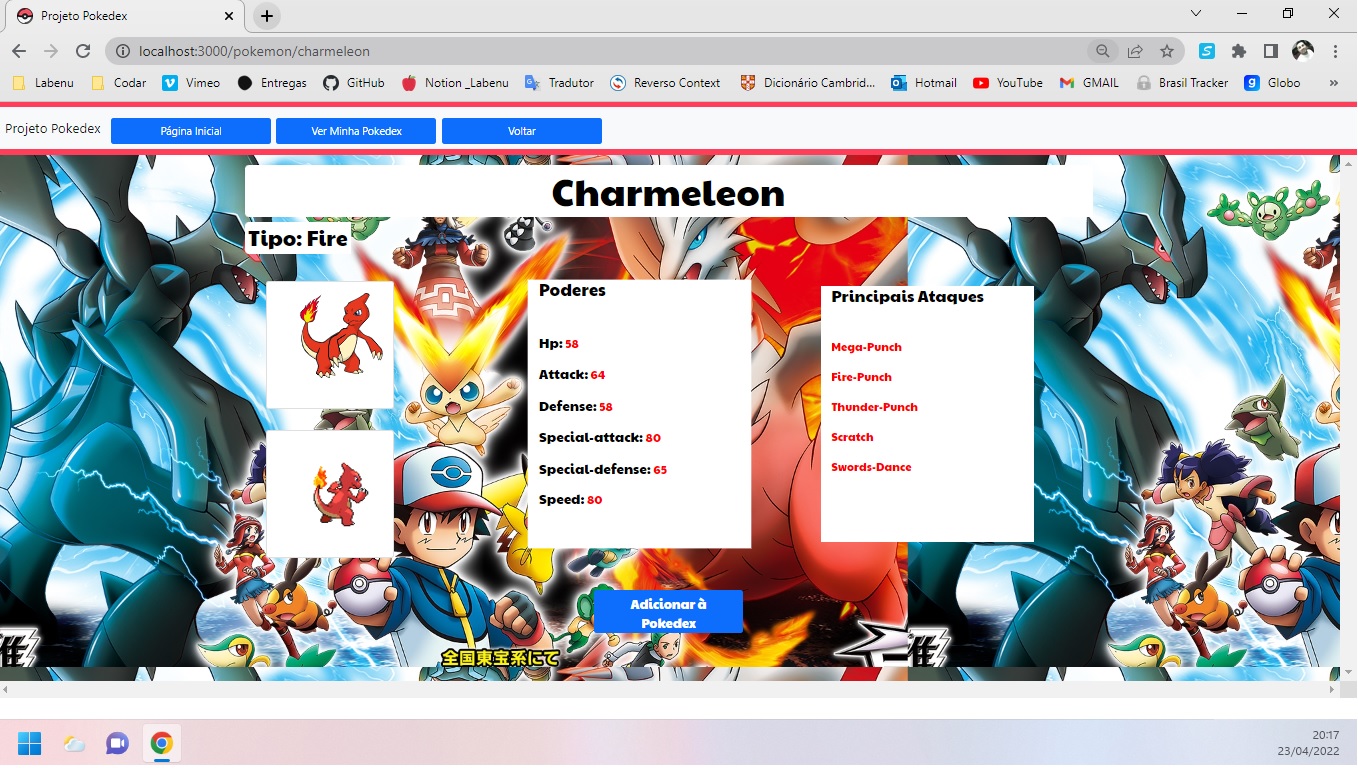 Projeto Pokedex
localhost:3000/pokemon/charmeleon
Labenu Codar Vimeo Entregas GitHub Notion _Labenu Tradutor Reverso Context Dicionário Cambrid... Hotmail YouTube GMAIL Brasil Tracker Globo »
Projeto Pokedex Página Inicial Ver Minha Pokedex Voltar
Charmeleon
Tipo: Fire
Poderes
Hp: 58
Attack: 64
Defense: 58
Special-attack: 80
Special-defense: 65
Speed: 80
Principais Ataques
Mega-Punch
Fire-Punch
Thunder-Punch
Scratch
Swords-Dance
Adicionar à
Pokedex
全国東宝系にて
20:17
23/04/2022